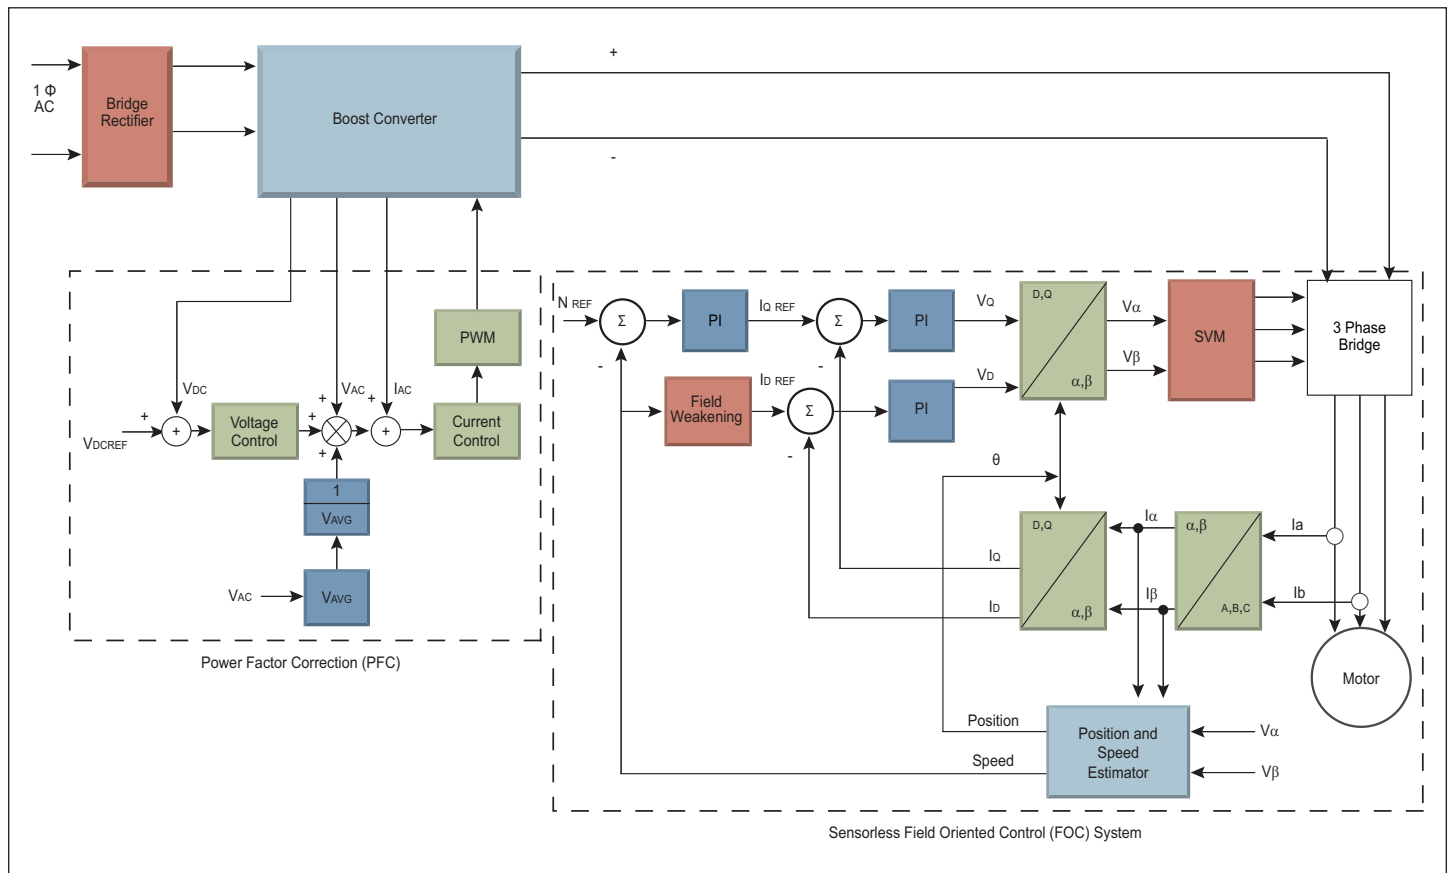 1 Φ
AC
Bridge
Rectifier
Boost Converter
+
-
VDC
VAC
IAC
PWM
+
+
+
+
+
+
+
VDCREF
Voltage
Control
Current
Control
1
VAVG
VAC
VAVG
Power Factor Correction (PFC)
N REF
Σ
-
PI
IQ REF
Σ
-
PI
VQ
D,Q
α,β
Vα
Vβ
SVM
3 Phase
Bridge
Field
Weakening
ID REF
Σ
-
PI
VD
θ
D,Q
α,β
IQ
ID
Iα
Iβ
α,β
A,B,C
Ia
Ib
Motor
Position
Speed
Position and
Speed
Estimator
Vα
Vβ
Sensorless Field Oriented Control (FOC) System